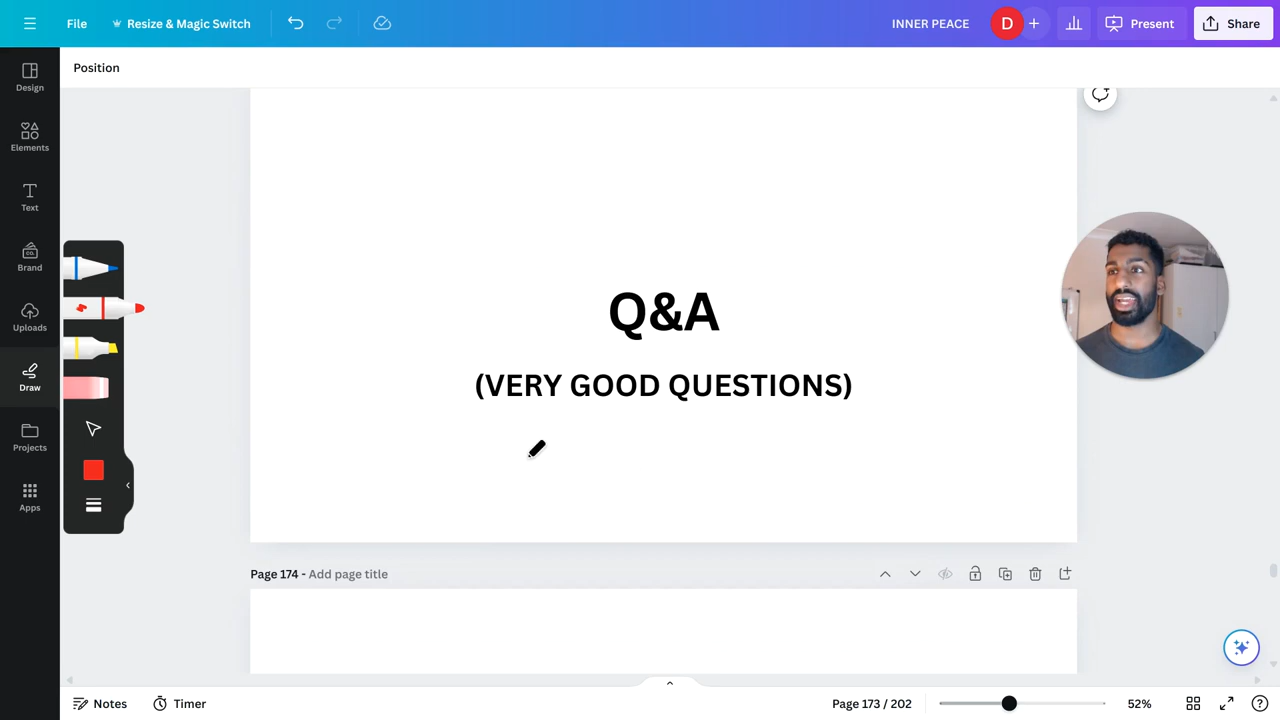 File
Resize & Magic Switch
INNER PEACE
D
Present
Share
Position
Design
Elements
Text
Brand
Uploads
Draw
Projects
Apps
Q&A
(VERY GOOD QUESTIONS)
Page 174 - Add page title
Notes
Timer
Page 173 / 202
52%